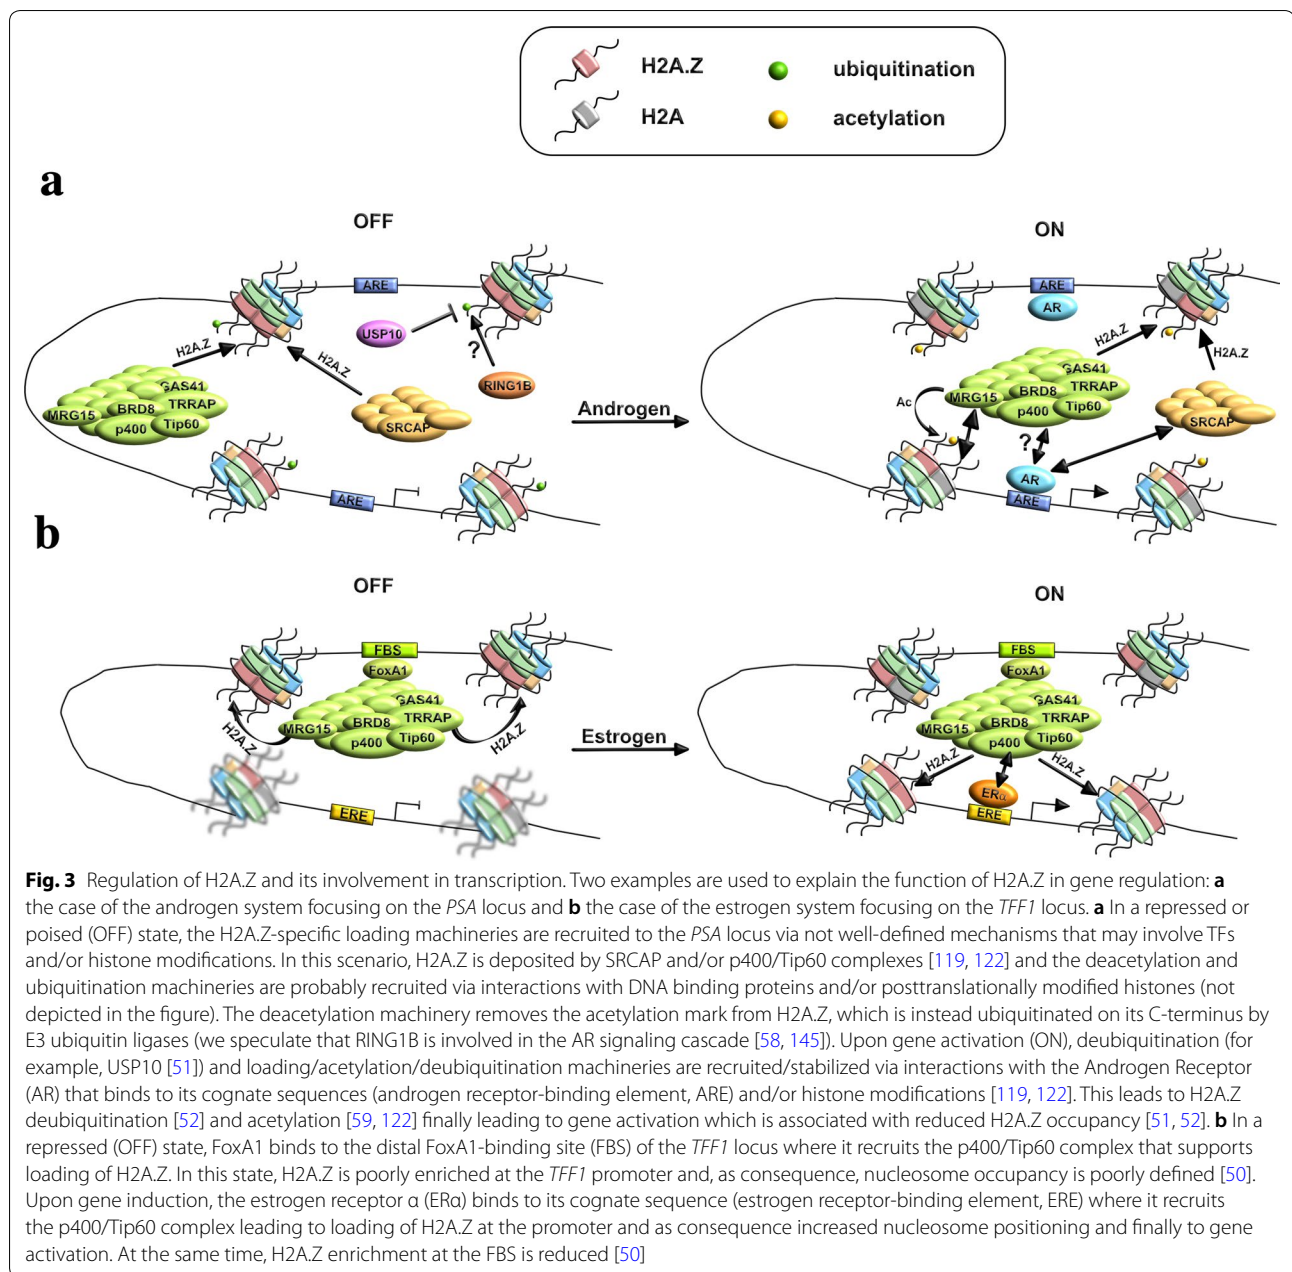 H2A.Z
ubiquitination
H2A
acetylation
a
OFF
ON
ARE
ARE
AR
USP10
H2A.Z
H2A.Z
?
RING1B
H2A.Z
H2A.Z
GAS41
MRG15
BRD8
TRRAP
p400
Tip60
SRCAP
Androgen
GAS41
MRG15
BRD8
TRRAP
p400
Tip60
SRCAP
Ac
?
AR
ARE
ARE
b
OFF
ON
FBS
FoxA1
FBS
FoxA1
GAS41
MRG15
BRD8
TRRAP
p400
Tip60
H2A.Z
H2A.Z
Estrogen
GAS41
MRG15
BRD8
TRRAP
p400
Tip60
H2A.Z
H2A.Z
ERE
ERα
ERE
Fig. 3 Regulation of H2A.Z and its involvement in transcription. Two examples are used to explain the function of H2A.Z in gene regulation: a
the case of the androgen system focusing on the PSA locus and b the case of the estrogen system focusing on the TFF1 locus. a In a repressed or
poised (OFF) state, the H2A.Z-specific loading machineries are recruited to the PSA locus via not well-defined mechanisms that may involve TFs
and/or histone modifications. In this scenario, H2A.Z is deposited by SRCAP and/or p400/Tip60 complexes [119, 122] and the deacetylation and
ubiquitination machineries are probably recruited via interactions with DNA binding proteins and/or posttranslationally modified histones (not
depicted in the figure). The deacetylation machinery removes the acetylation mark from H2A.Z, which is instead ubiquitinated on its C-terminus by
E3 ubiquitin ligases (we speculate that RING1B is involved in the AR signaling cascade [58, 145]). Upon gene activation (ON), deubiquitination (for
example, USP10 [51]) and loading/acetylation/deubiquitination machineries are recruited/stabilized via interactions with the Androgen Receptor
(AR) that binds to its cognate sequences (androgen receptor-binding element, ARE) and/or histone modifications [119, 122]. This leads to H2A.Z
deubiquitination [52] and acetylation [59, 122] finally leading to gene activation which is associated with reduced H2A.Z occupancy [51, 52]. b In a
repressed (OFF) state, FoxA1 binds to the distal FoxA1-binding site (FBS) of the TFF1 locus where it recruits the p400/Tip60 complex that supports
loading of H2A.Z. In this state, H2A.Z is poorly enriched at the TFF1 promoter and, as consequence, nucleosome occupancy is poorly defined [50].
Upon gene induction, the estrogen receptor α (ERα) binds to its cognate sequence (estrogen receptor-binding element, ERE) where it recruits
the p400/Tip60 complex leading to loading of H2A.Z at the promoter and as consequence increased nucleosome positioning and finally to gene
activation. At the same time, H2A.Z enrichment at the FBS is reduced [50]